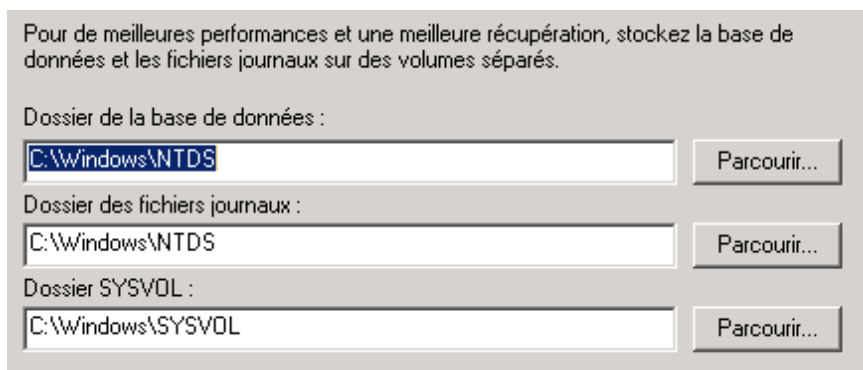 Pour de meilleures performances et une meilleure récupération, stockez la base de
données et les fichiers journaux sur des volumes séparés.
Dossier de la base de données :
C:\Windows\NTDS
Parcourir...
Dossier des fichiers journaux :
C:\Windows\NTDS
Parcourir...
Dossier SYSVOL :
C:\Windows\SYSVOL
Parcourir...